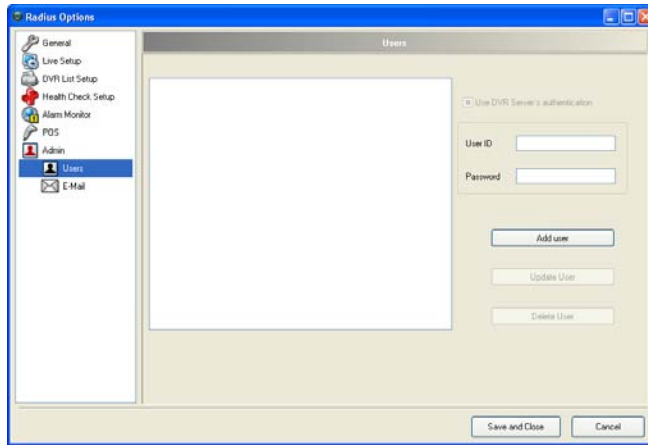 Radius Options
General
Live Setup
DVR List Setup
Health Check Setup
Alarm Monitor
POS
Admin
Users
E-Mail
Users
Use DVR Server's authentication
User ID
Password
Add user
Update User
Delete User
Save and Close
Cancel